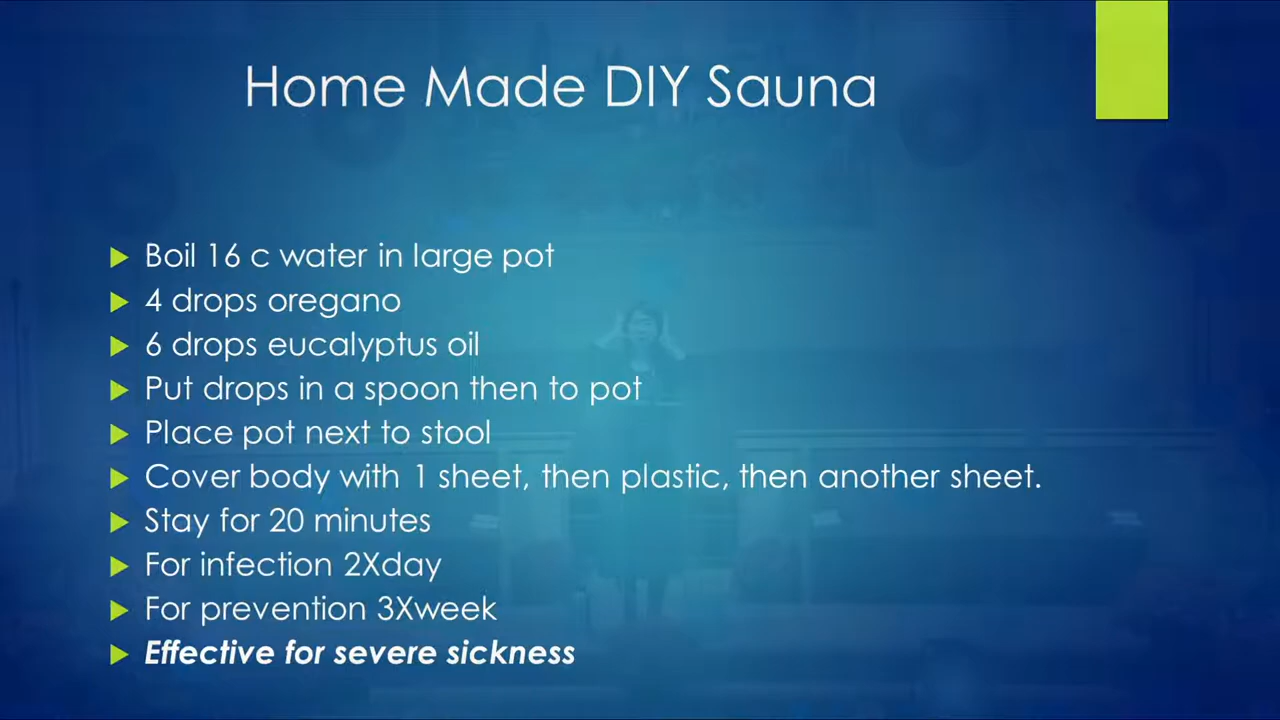 Home Made DIY Sauna
Boil 16 c water in large pot
4 drops oregano
6 drops eucalyptus oil
Put drops in a spoon then to pot
Place pot next to stool
Cover body with 1 sheet, then plastic, then another sheet.
Stay for 20 minutes
For infection 2Xday
For prevention 3Xweek
Effective for severe sickness